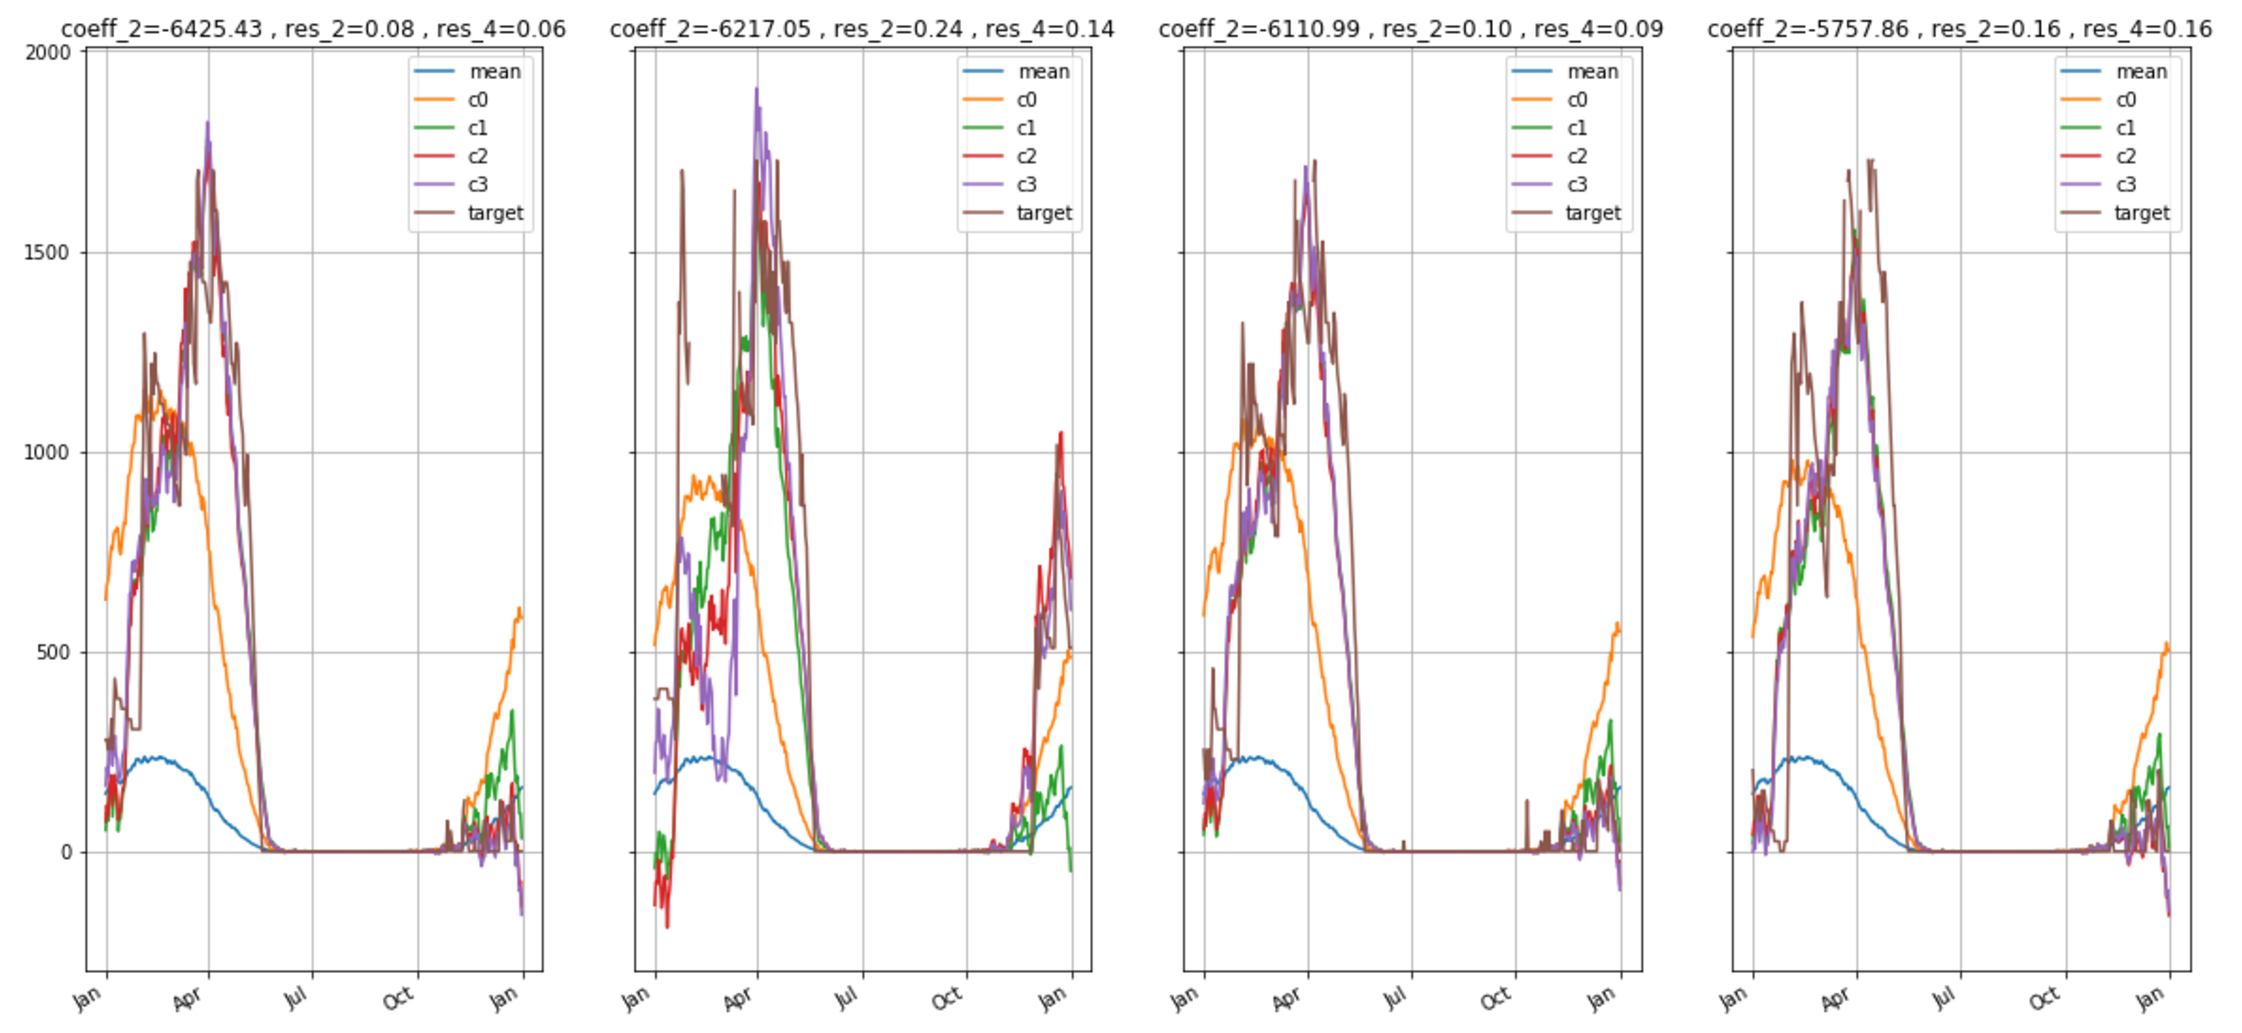 coeff_2=-6425.43 , res_2=0.08 , res_4=0.06
coeff_2=-6217.05 , res_2=0.24 , res_4=0.14
coeff_2=-6110.99 , res_2=0.10 , res_4=0.09
coeff_2=-5757.86 , res_2=0.16 , res_4=0.16
2000
1500
1000
500
0
mean
c0
c1
c2
c3
target
mean
c0
c1
c2
c3
target
mean
c0
c1
c2
c3
target
mean
c0
c1
c2
c3
target
Jan
Apr
Jul
Oct
Jan
Jan
Apr
Jul
Oct
Jan
Jan
Apr
Jul
Oct
Jan
Jan
Apr
Jul
Oct
Jan